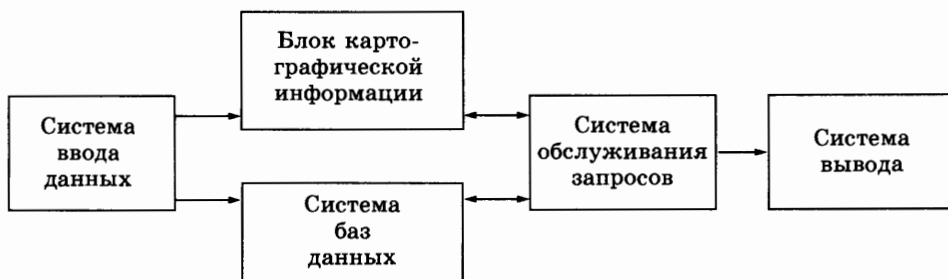 Блок карто-
графической
информации
Система
ввода
данных
Система
обслуживания
запросов
Система
вывода
Система
баз
данных